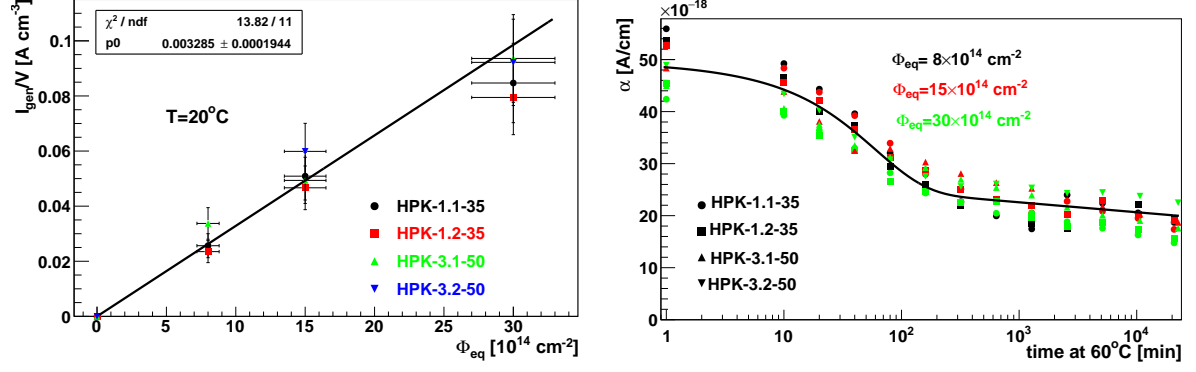 χ² / ndf 13.82 / 11
p0 0.003285 ± 0.0001944
I_gen/V [A cm⁻³]
0.1
0.08
0.06
0.04
0.02
0
T=20°C
HPK-1.1-35
HPK-1.2-35
HPK-3.1-50
HPK-3.2-50
0 5 10 15 20 25 30
Φ_eq [10¹⁴ cm⁻²]
×10⁻¹⁸
α [A/cm]
50
40
30
20
10
0
Φ_eq= 8×10¹⁴ cm⁻²
Φ_eq=15×10¹⁴ cm⁻²
Φ_eq=30×10¹⁴ cm⁻²
HPK-1.1-35
HPK-1.2-35
HPK-3.1-50
HPK-3.2-50
1 10 10² 10³ 10⁴
time at 60°C [min]